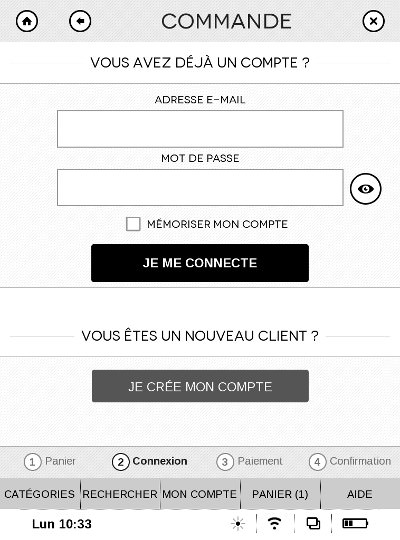 COMMANDE
VOUS AVEZ DÉJÀ UN COMPTE ?
ADRESSE E-MAIL
MOT DE PASSE
MÉMORISER MON COMPTE
JE ME CONNECTE
VOUS ÊTES UN NOUVEAU CLIENT ?
JE CRÉE MON COMPTE
1 Panier 2 Connexion 3 Paiement 4 Confirmation
CATÉGORIES RECHERCHER MON COMPTE PANIER (1) AIDE
Lun 10:33